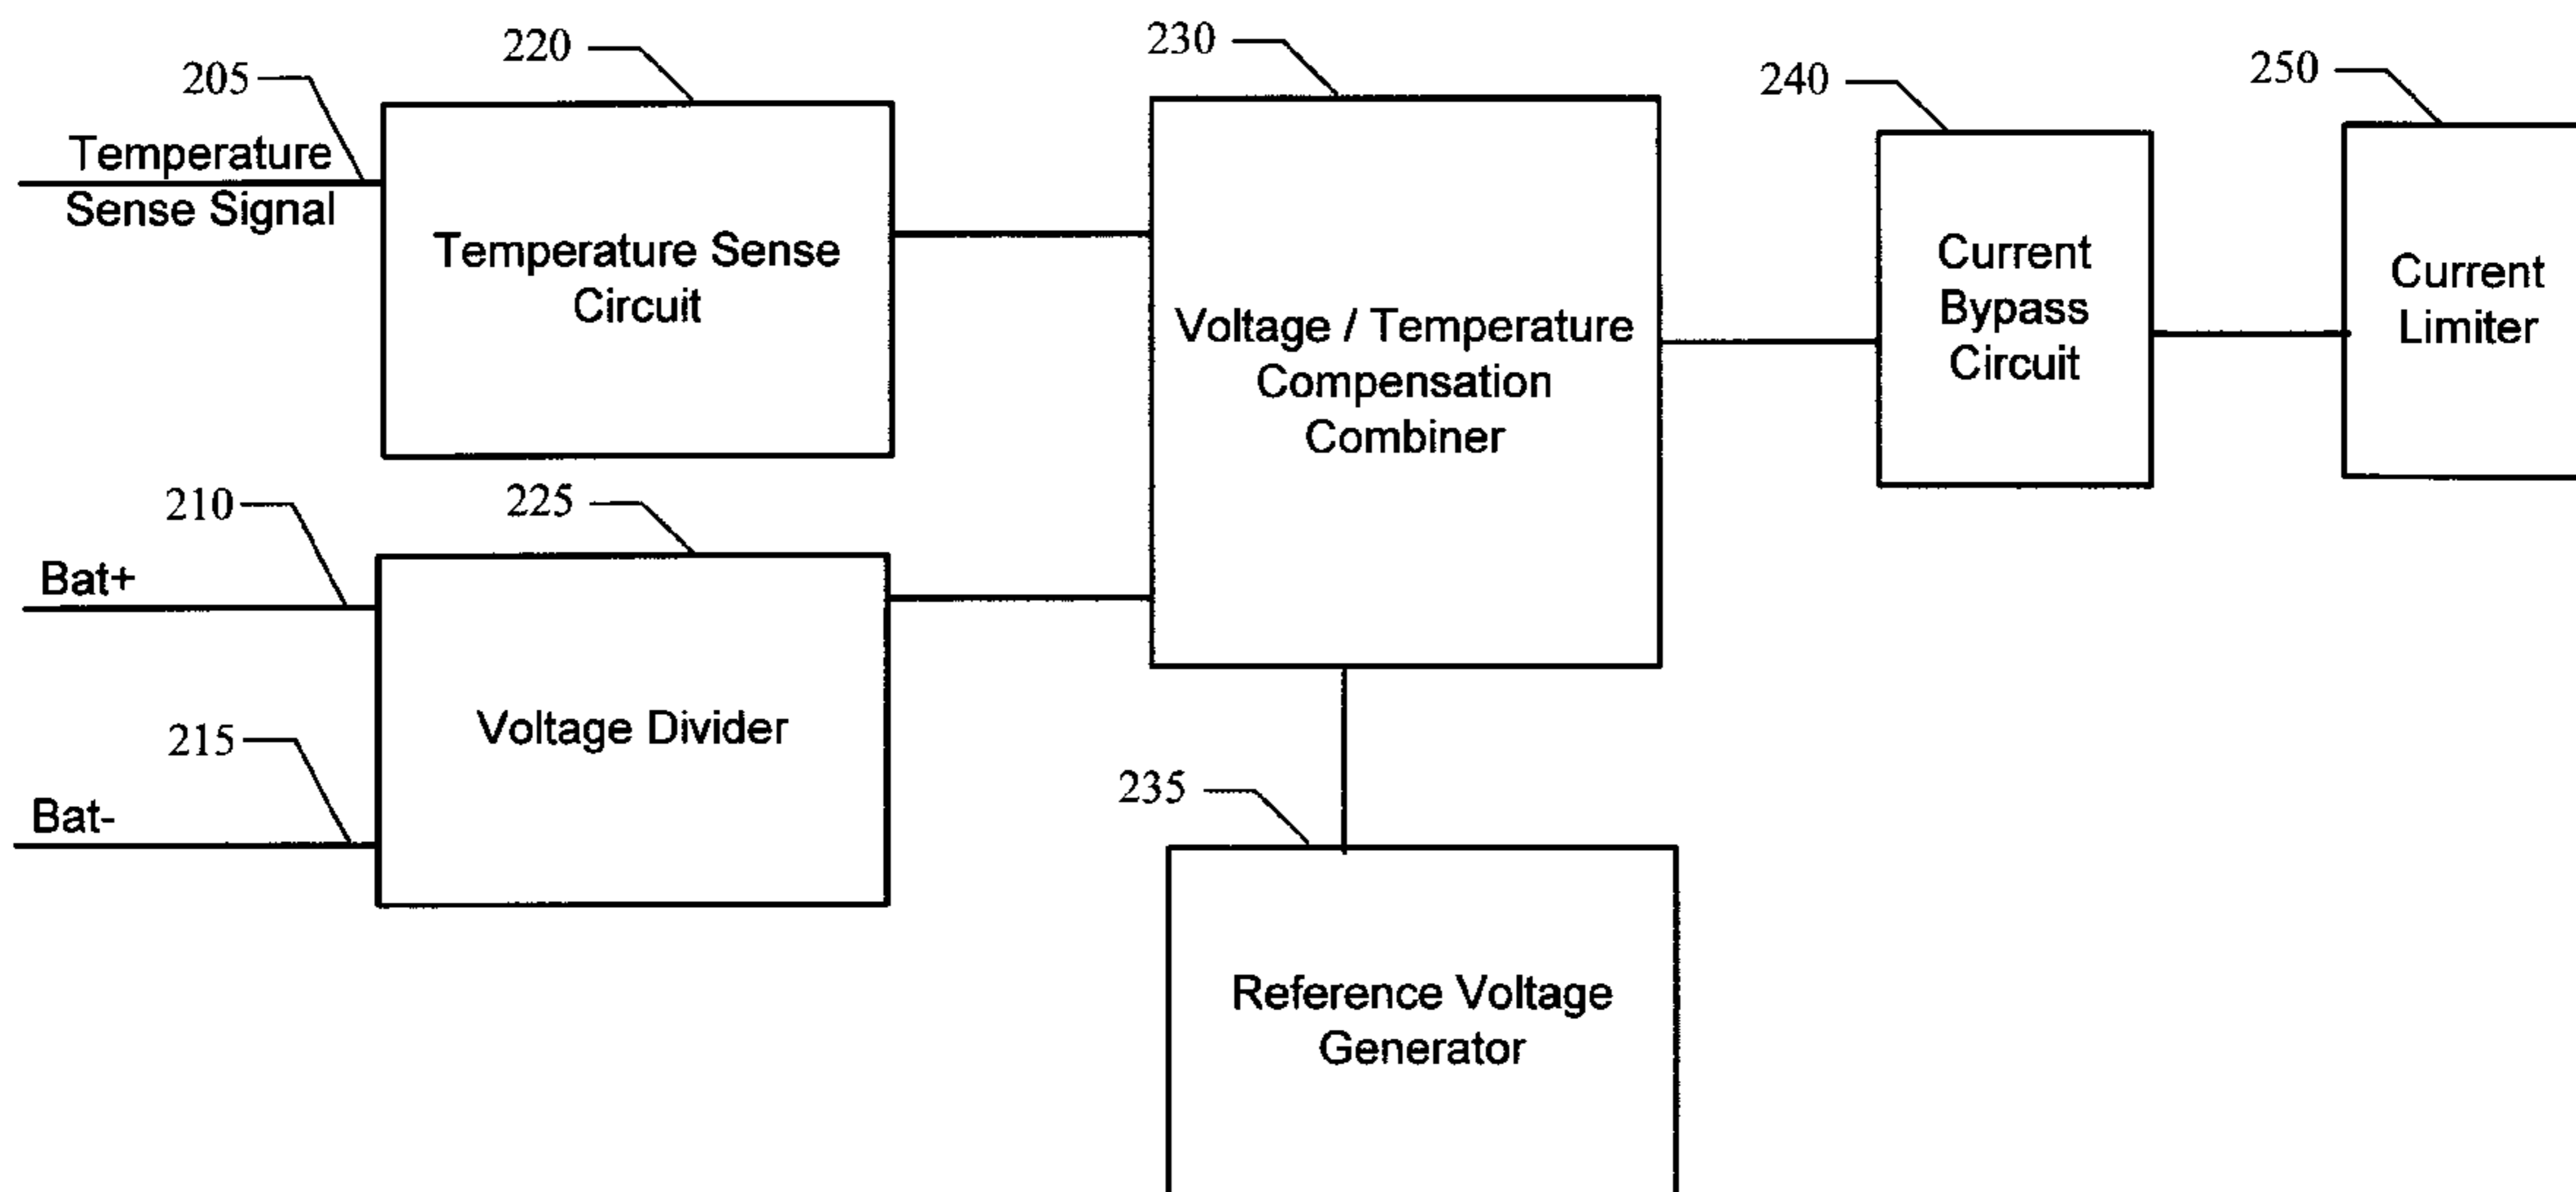 220
230
250
205
240
Temperature
Sense Signal
Temperature Sense
Circuit
Voltage / Temperature
Compensation
Combiner
Current
Bypass
Circuit
Current
Limiter
210
225
Bat+
215
Voltage Divider
Bat-
235
Reference Voltage
Generator